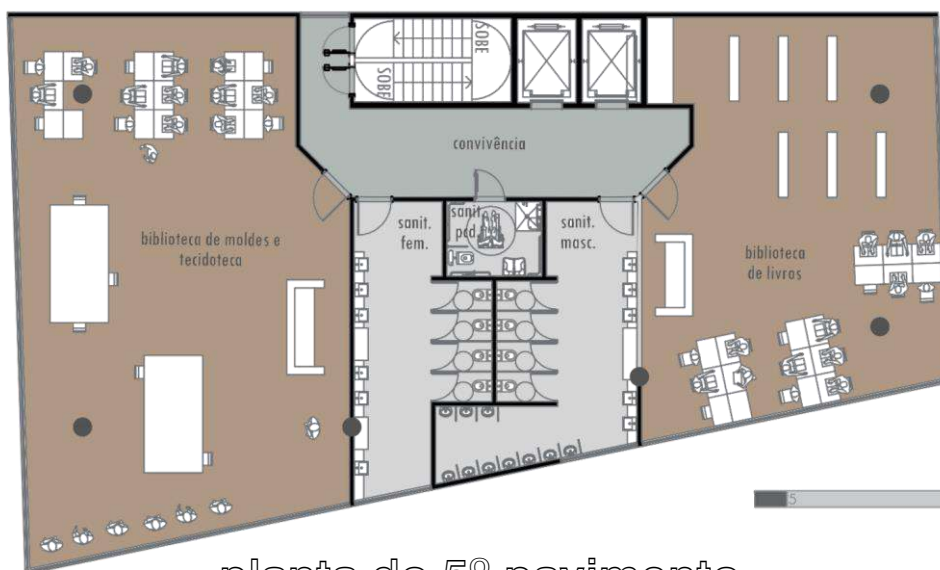 SOBE
SOBE
convivência
sanit.
fem.
sanit.
pcd.
sanit.
masc.
biblioteca de moldes e
tecidoteca
biblioteca
de livros
5
planta do 5º pavimento